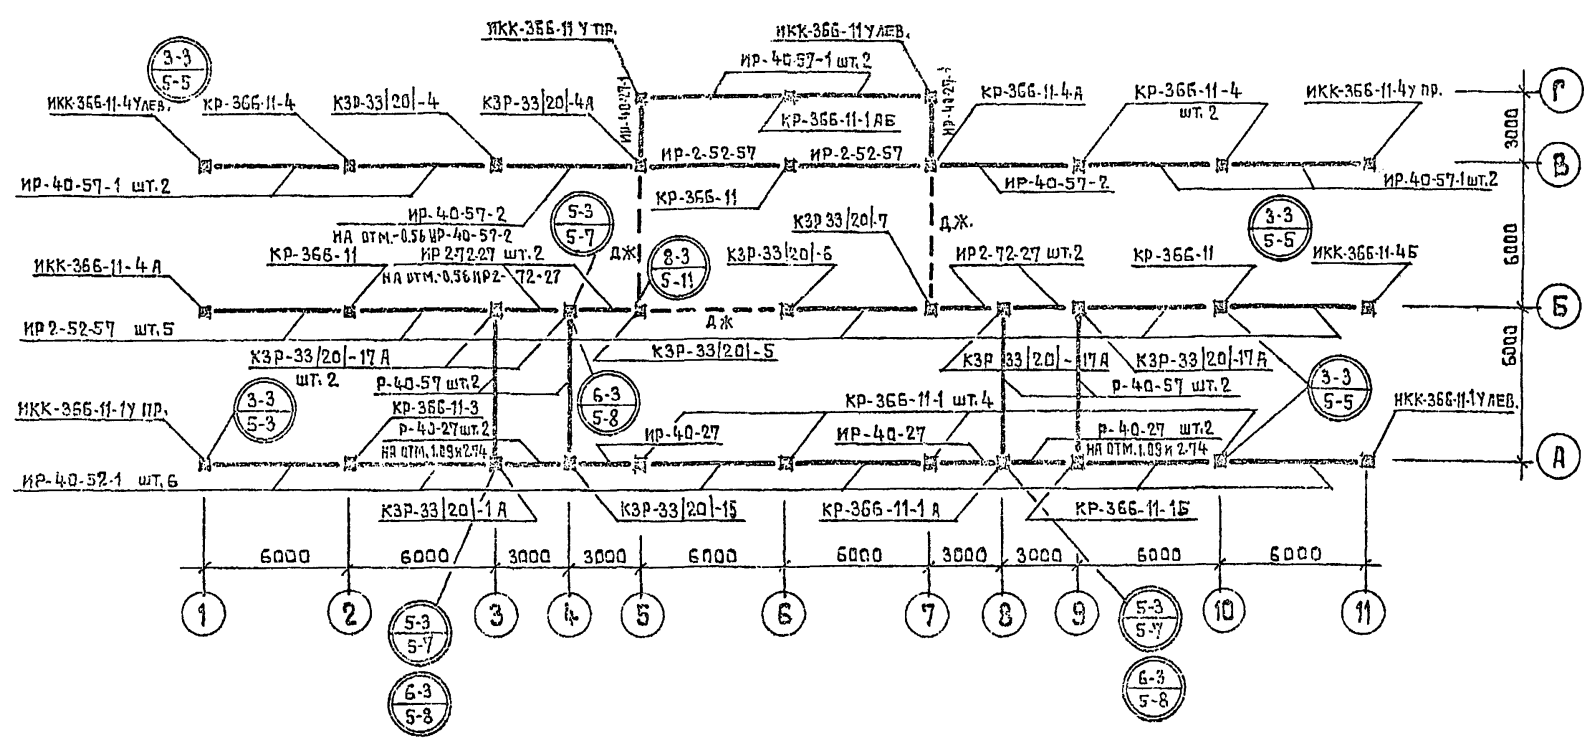 ИКК-366-11 У ПР.
ИКК-366-11 У ЛЕВ.
3-3
5-5
ИР-40-57-1 шт.2
Г
ИКК-366-11-4 У ЛЕВ.
КР-366-11-4
КЗР-33/20/-4
КЗР-33/20/-4А
ИР-40-27-1
ИР-40-27-1
КР-366-11-4А
КР-366-11-4
шт.2
ИКК-366-11-4 У ПР.
КР-366-11-1АБ
3000
ИР-2-52-57
ИР-2-52-57
В
ИР-40-57-1 шт.2
КР-366-11
ИР-40-57-2
ИР-40-57-1 шт.2
ИР-40-57-2
НА ОТМ.-0.56 ИР-40-57-2
5-3
5-7
КЗР 33/20/-7
Д.Ж.
3-3
5-5
6000
ИКК-366-11-4А
КР-366-11
ИР 2-72-27 шт.2
НА ОТМ.-0.56 ИР2-72-27
ДЖ
8-3
5-11
КЗР-33/20/-6
ИР2-72-27 шт.2
КР-366-11
ИКК-366-11-4Б
ИР2-52-57 шт.5
ДЖ
Б
КЗР-33/20/-17А
шт.2
КЗР-33/20/-5
КЗР 33/20/-17А
КЗР-33/20/-17А
6000
3-3
5-3
Р-40-57 шт.2
6-3
5-8
Р-40-57 шт.2
3-3
5-5
ИКК-366-11-1У ПР.
КР-366-11-3
КР-366-11-1 шт.4
ИКК-366-11-1У ЛЕВ.
Р-40-27 шт.2
НА ОТМ.1.09 и 2.74
ИР-40-27
ИР-40-27
Р-40-27 шт.2
НА ОТМ.1.09 и 2.74
А
ИР-40-52-1 шт.6
КЗР-33/20/-1А
КЗР-33/20/-15
КР-366-11-1А
КР-366-11-1Б
6000
6000
3000
3000
6000
6000
3000
3000
6000
6000
1
2
3
4
5
6
7
8
9
10
11
5-3
5-7
5-3
5-7
6-3
5-8
6-3
5-8